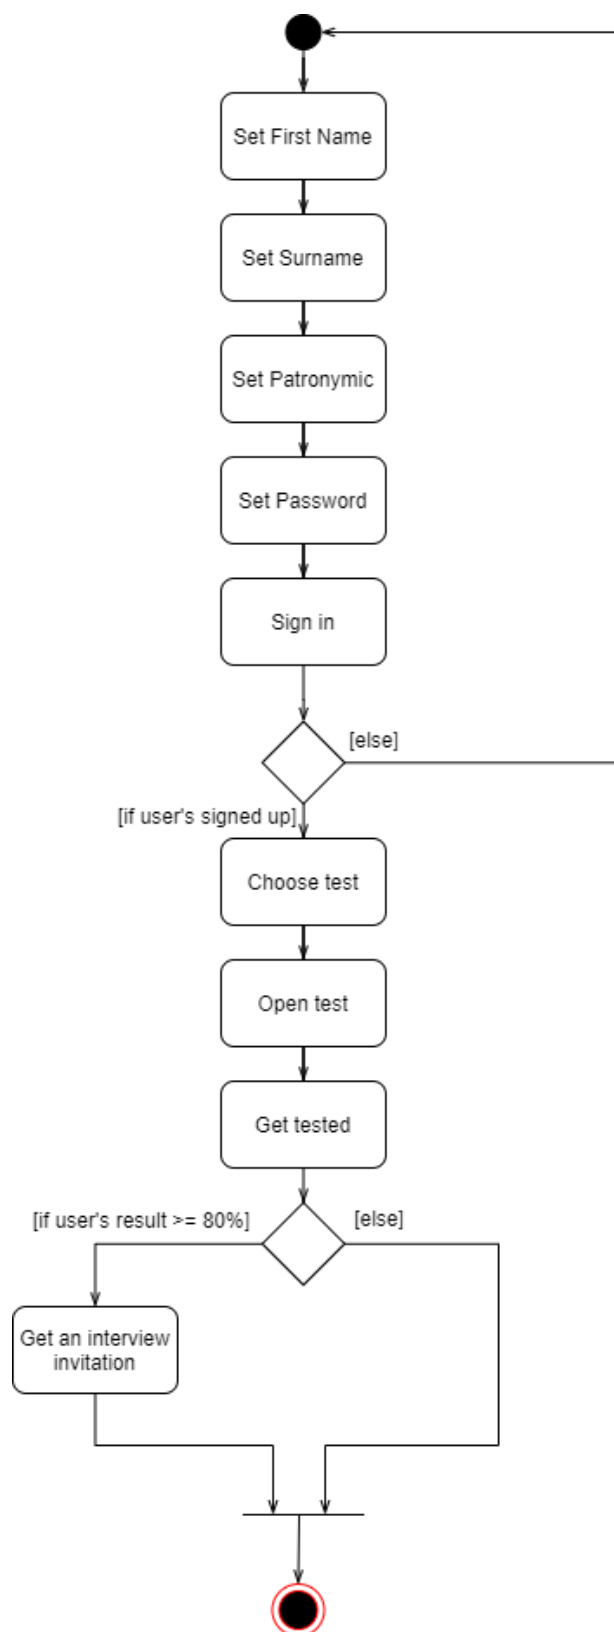 Set First Name
Set Surname
Set Patronymic
Set Password
Sign in
[else]
[if user's signed up]
Choose test
Open test
Get tested
[if user's result >= 80%]
[else]
Get an interview
invitation